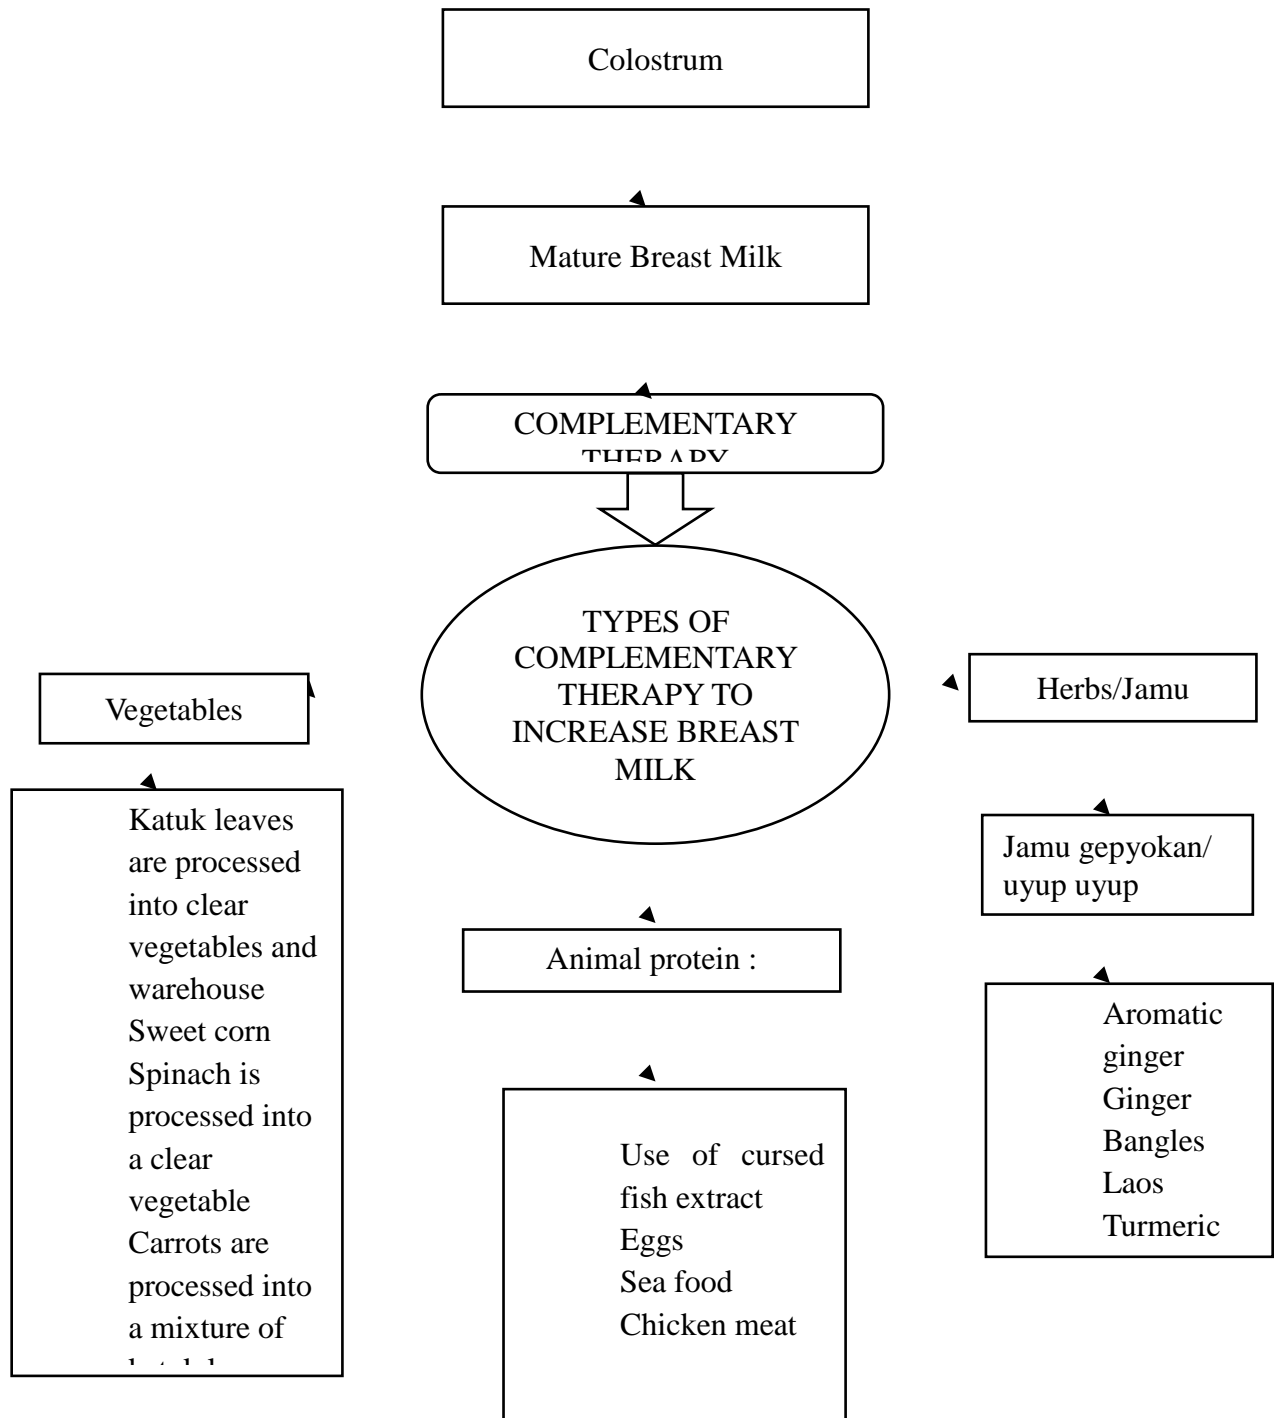 Colostrum
Mature Breast Milk
COMPLEMENTARY
THERAPY
TYPES OF
COMPLEMENTARY
THERAPY TO
INCREASE BREAST
MILK
Vegetables
Katuk leaves
are processed
into clear
vegetables and
warehouse
Sweet corn
Spinach is
processed into
a clear
vegetable
Carrots are
processed into
a mixture of
Animal protein :
Use of cursed
fish extract
Eggs
Sea food
Chicken meat
Herbs/Jamu
Jamu gepyokan/
uyup uyup
Aromatic
ginger
Ginger
Bangles
Laos
Turmeric